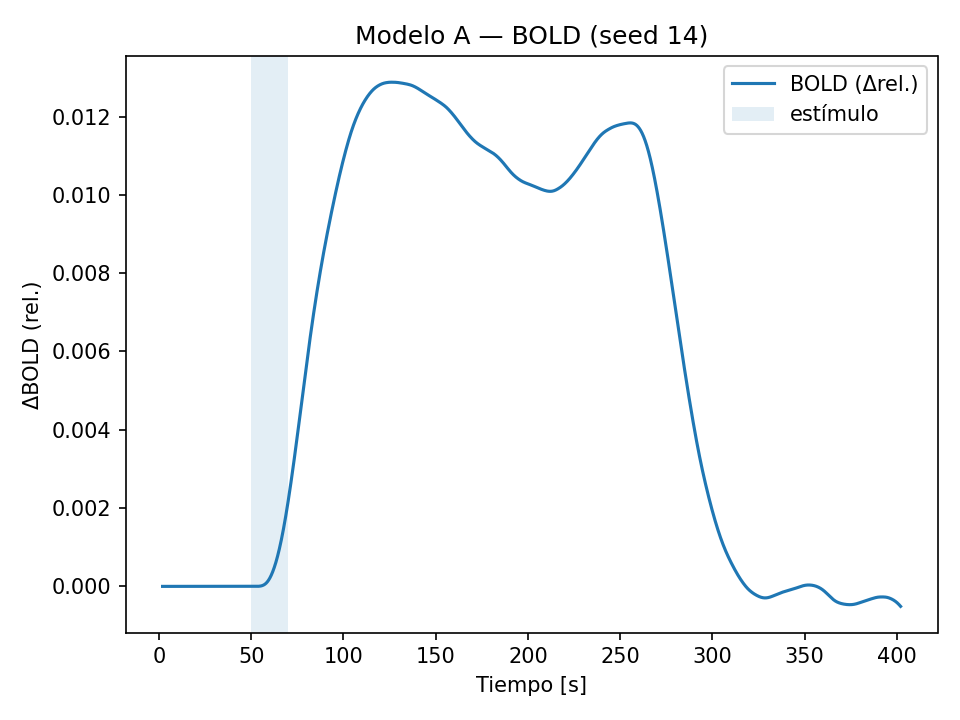 Modelo A — BOLD (seed 14)
BOLD (Δrel.)
estímulo
ΔBOLD (rel.)
0.012
0.010
0.008
0.006
0.004
0.002
0.000
0 50 100 150 200 250 300 350 400
Tiempo [s]